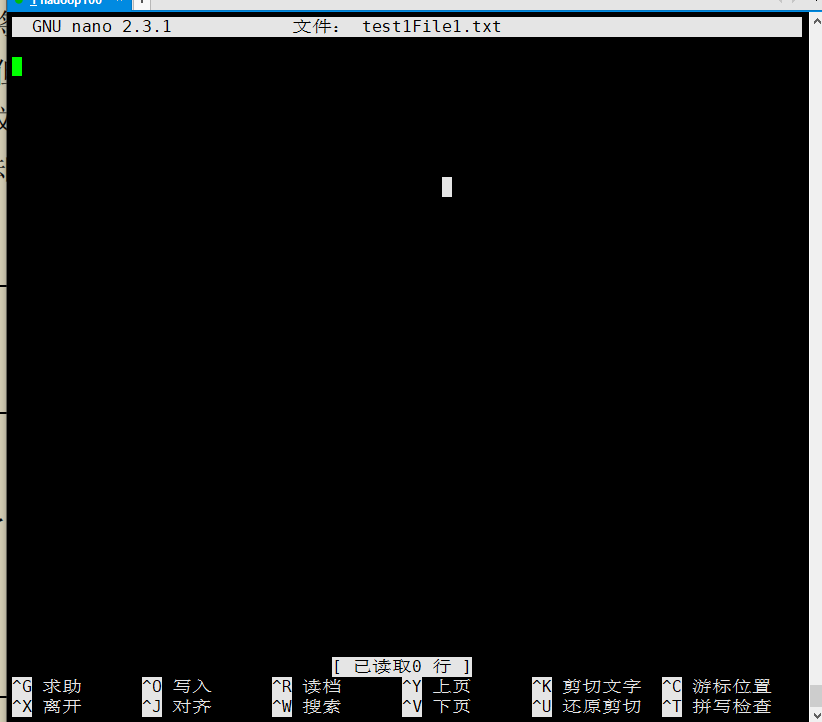 GNU nano 2.3.1 文件： test1File1.txt
[ 已读取0 行 ]
^G 求助 ^O 写入 ^R 读档 ^Y 上页 ^K 剪切文字 ^C 游标位置
^X 离开 ^J 对齐 ^W 搜索 ^V 下页 ^U 还原剪切 ^T 拼写检查